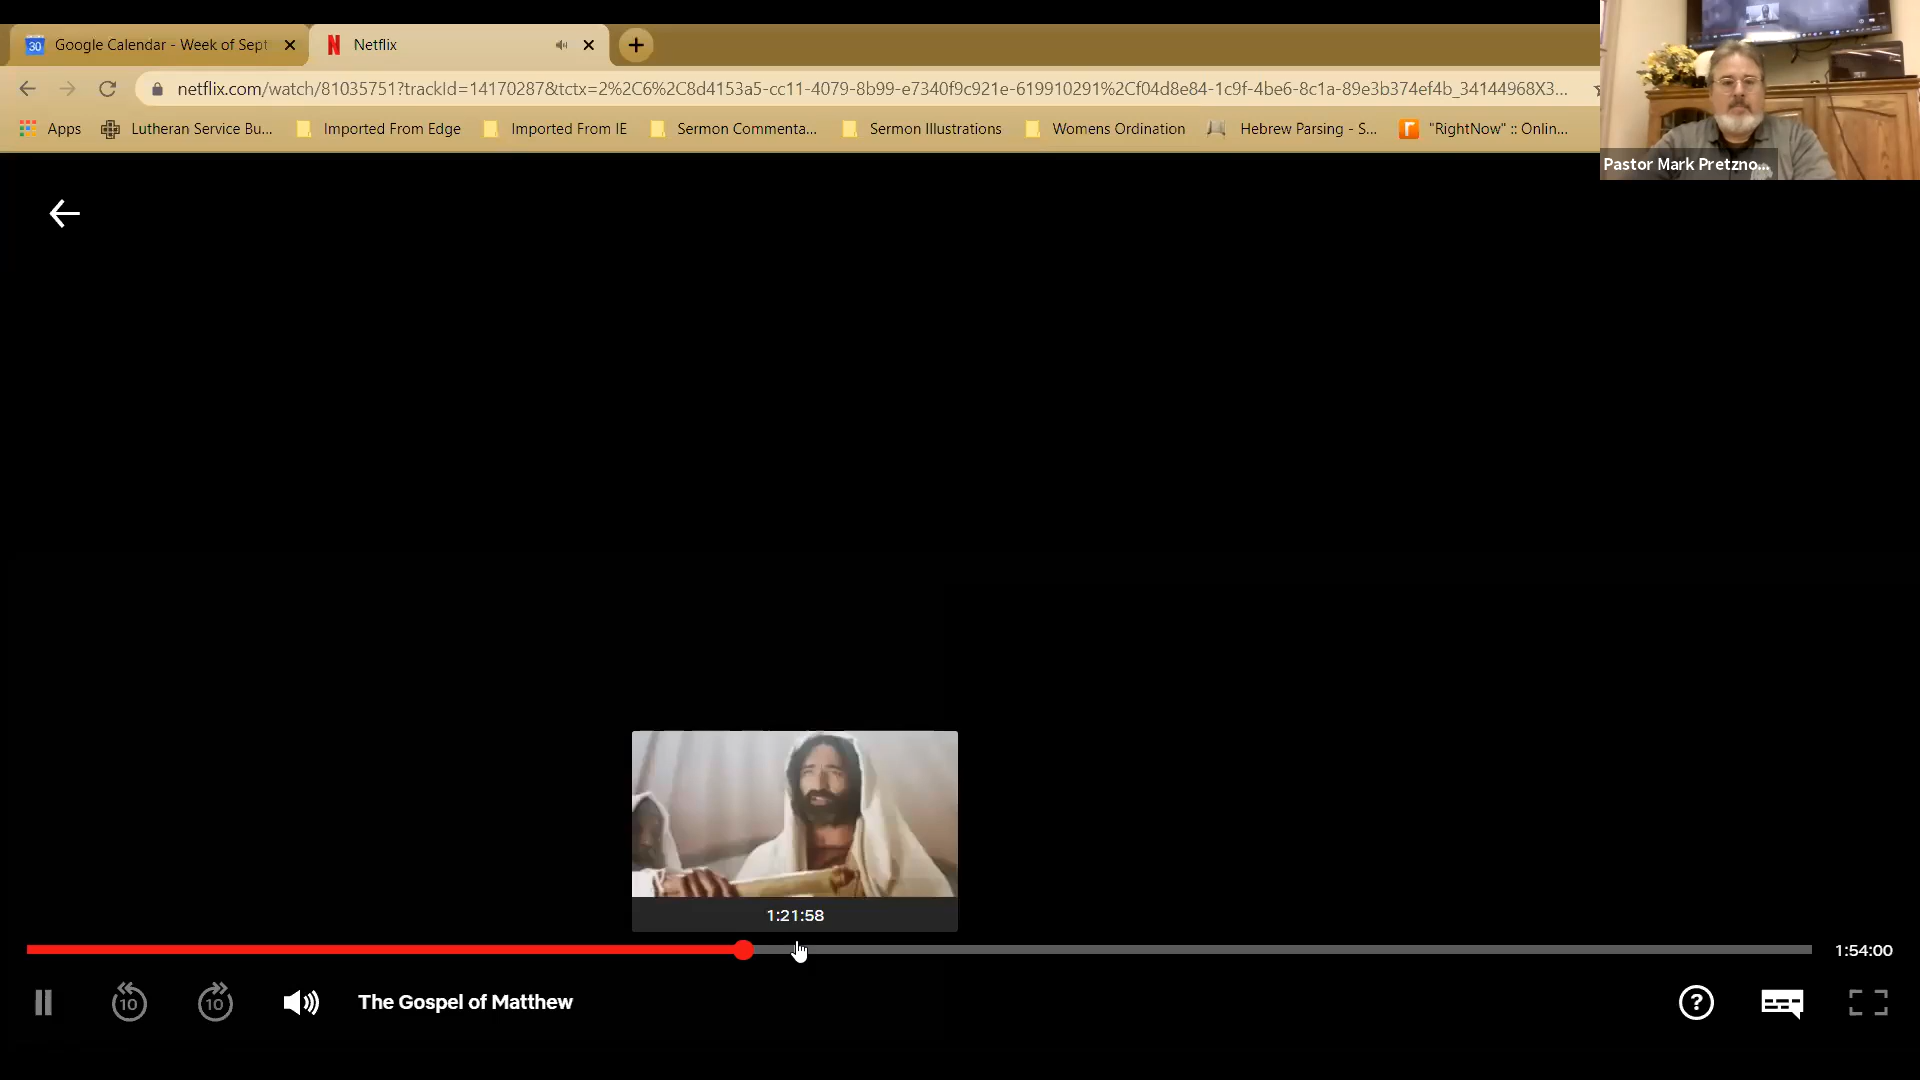 30 Google Calendar - Week of Sept
N Netflix
netflix.com/watch/81035751?trackId=14170287&tctx=2%2C6%2C8d4153a5-cc11-4079-8b99-e7340f9c921e-619910291%2Cf04d8e84-1c9f-4be6-8c1a-89e3b374ef4b_34144968X3...
Apps Lutheran Service Bu... Imported From Edge Imported From IE Sermon Commenta... Sermon Illustrations Womens Ordination Hebrew Parsing - S... r "RightNow" :: Onlin...
Pastor Mark Pretzno...
1:21:58
1:54:00
10 10 The Gospel of Matthew ?